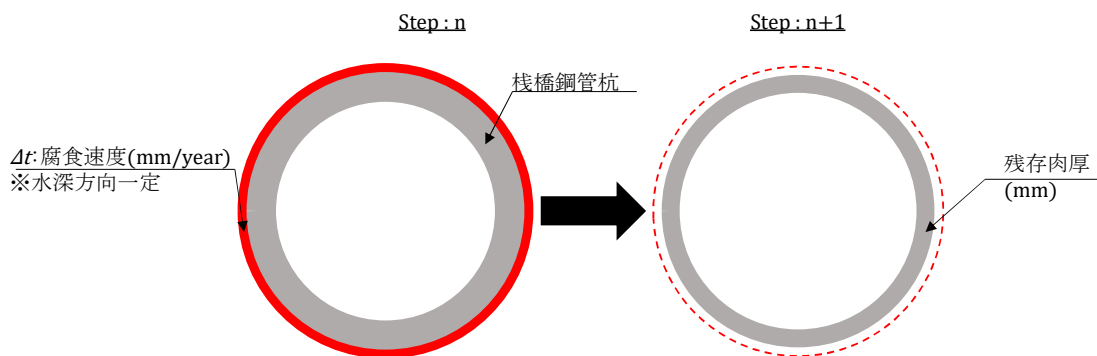 Step : n
Step : n+1
桟橋鋼管杭
Δt:腐食速度(mm/year)
※水深方向一定
残存肉厚
(mm)